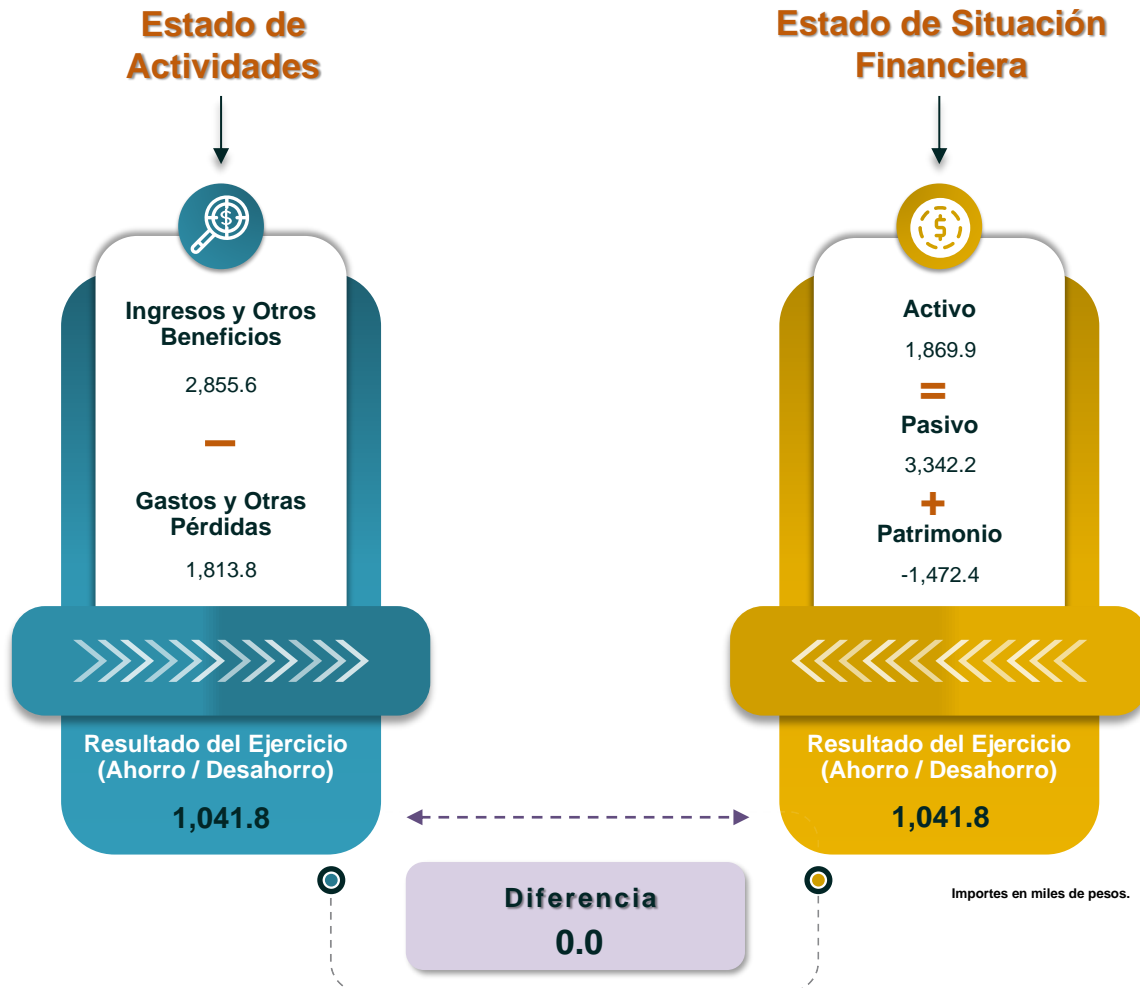 Estado de
Actividades
Ingresos y Otros
Beneficios
2,855.6
−
Gastos y Otras
Pérdidas
1,813.8
Resultado del Ejercicio
(Ahorro / Desahorro)
1,041.8
Estado de Situación
Financiera
$
Activo
1,869.9
=
Pasivo
3,342.2
+
Patrimonio
-1,472.4
Resultado del Ejercicio
(Ahorro / Desahorro)
1,041.8
Diferencia
0.0
Importes en miles de pesos.